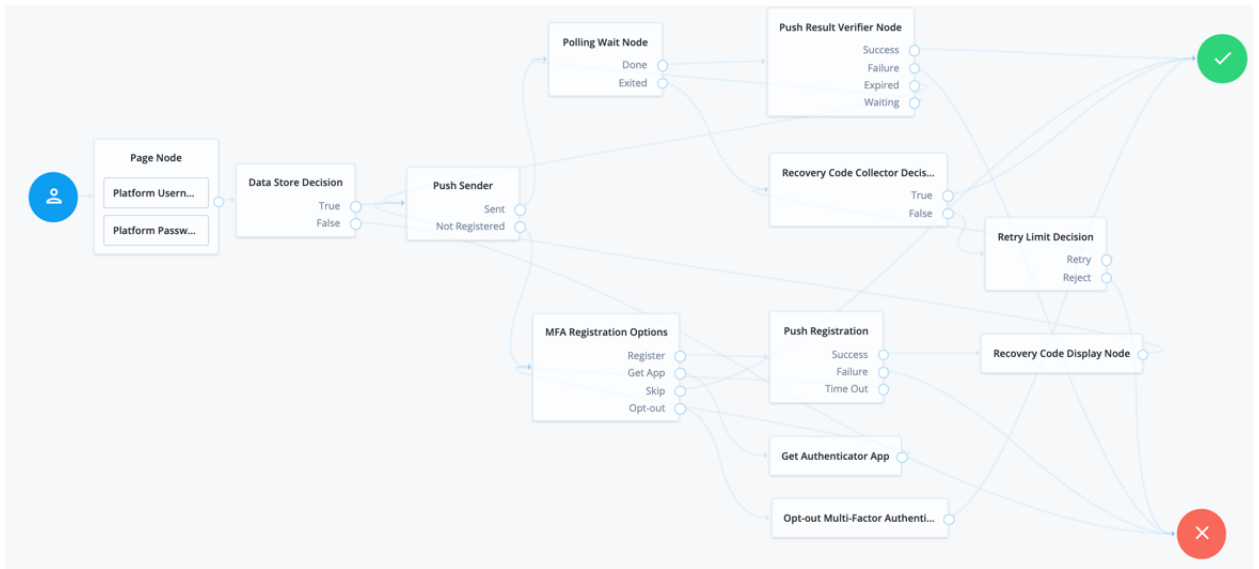 Page Node
Platform Usern...
Platform Passw...
Data Store Decision
True
False
Push Sender
Sent
Not Registered
Polling Wait Node
Done
Exited
Push Result Verifier Node
Success
Failure
Expired
Waiting
Recovery Code Collector Decis...
True
False
Retry Limit Decision
Retry
Reject
MFA Registration Options
Register
Get App
Skip
Opt-out
Push Registration
Success
Failure
Time Out
Recovery Code Display Node
Get Authenticator App
Opt-out Multi-Factor Authenti...